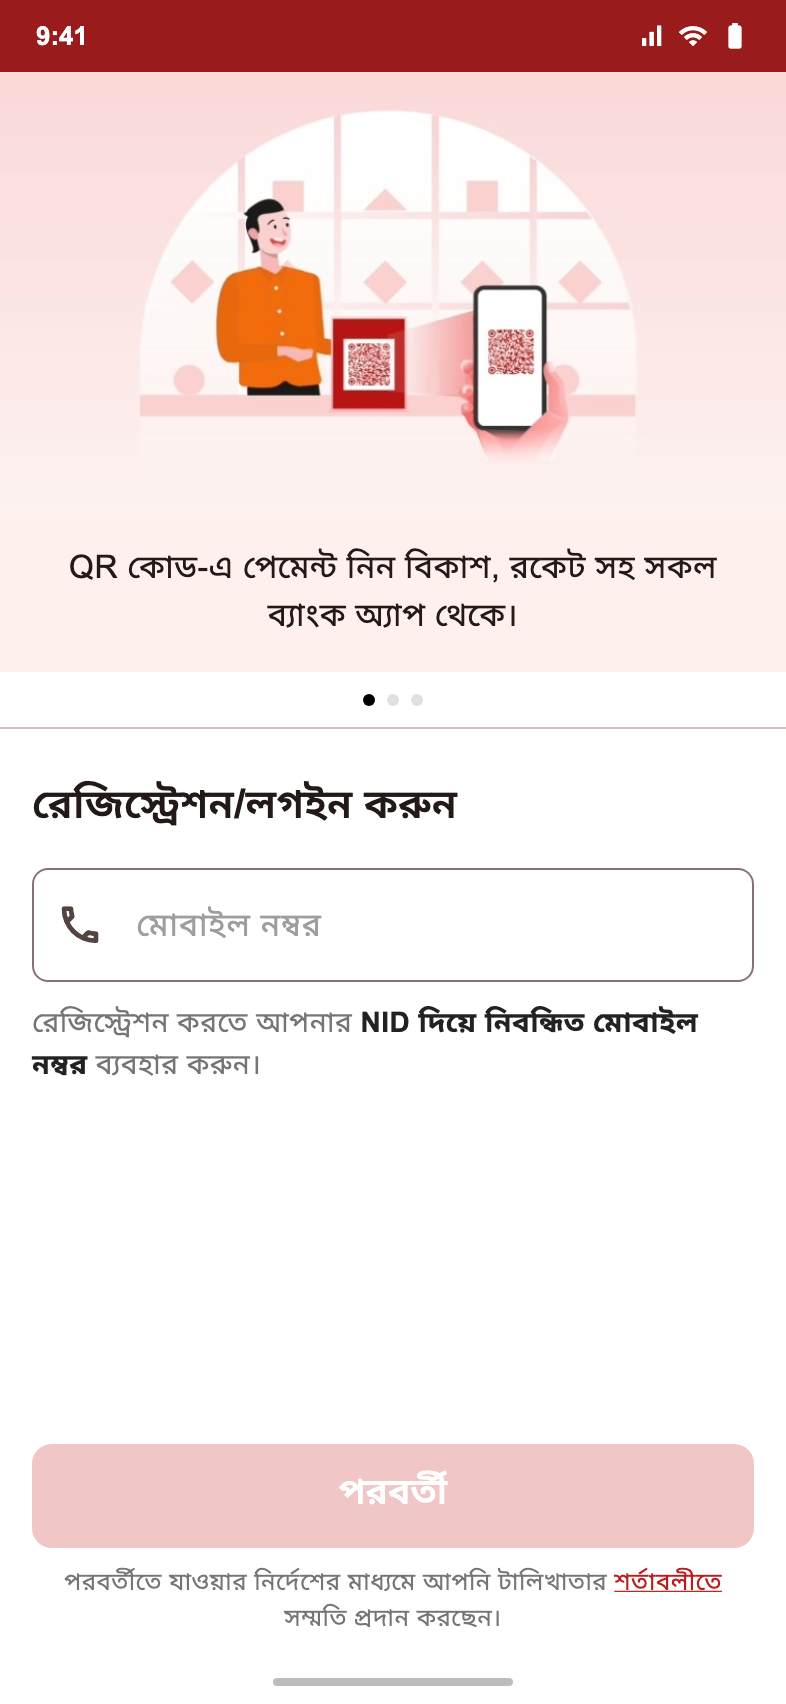 9:41
QR কোড-এ পেমেন্ট নিন বিকাশ, রকেট সহ সকল
ব্যাংক অ্যাপ থেকে।
রেজিস্ট্রেশন/লগইন করুন
মোবাইল নম্বর
রেজিস্ট্রেশন করতে আপনার NID দিয়ে নিবন্ধিত মোবাইল
নম্বর ব্যবহার করুন।
পরবর্তী
পরবর্তীতে যাওয়ার নির্দেশের মাধ্যমে আপনি টালিখাতার শর্তাবলীতে
সম্মতি প্রদান করছেন।